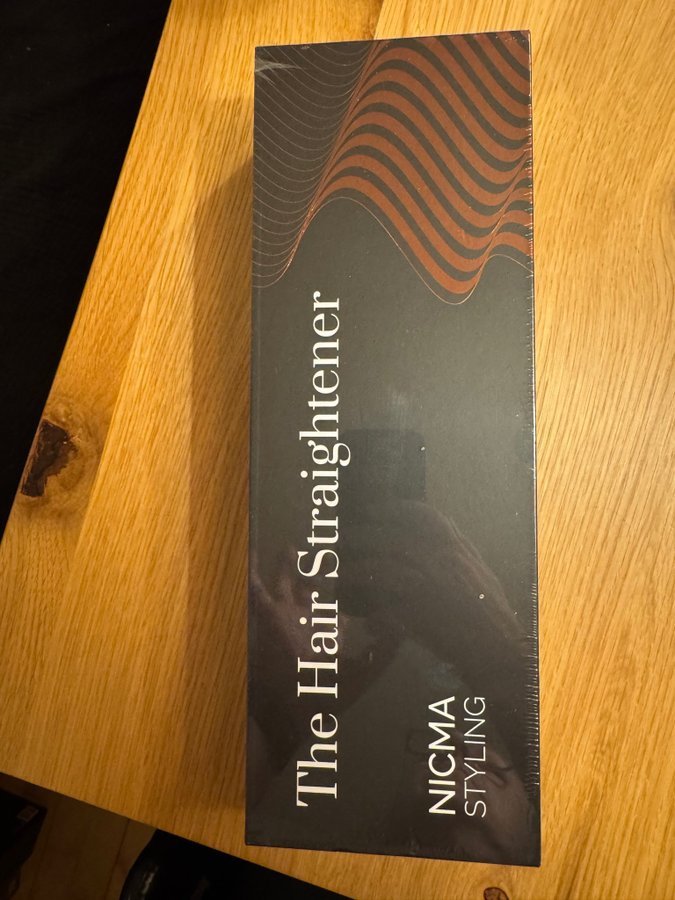 The Hair Straightener
NICMA
STYLING